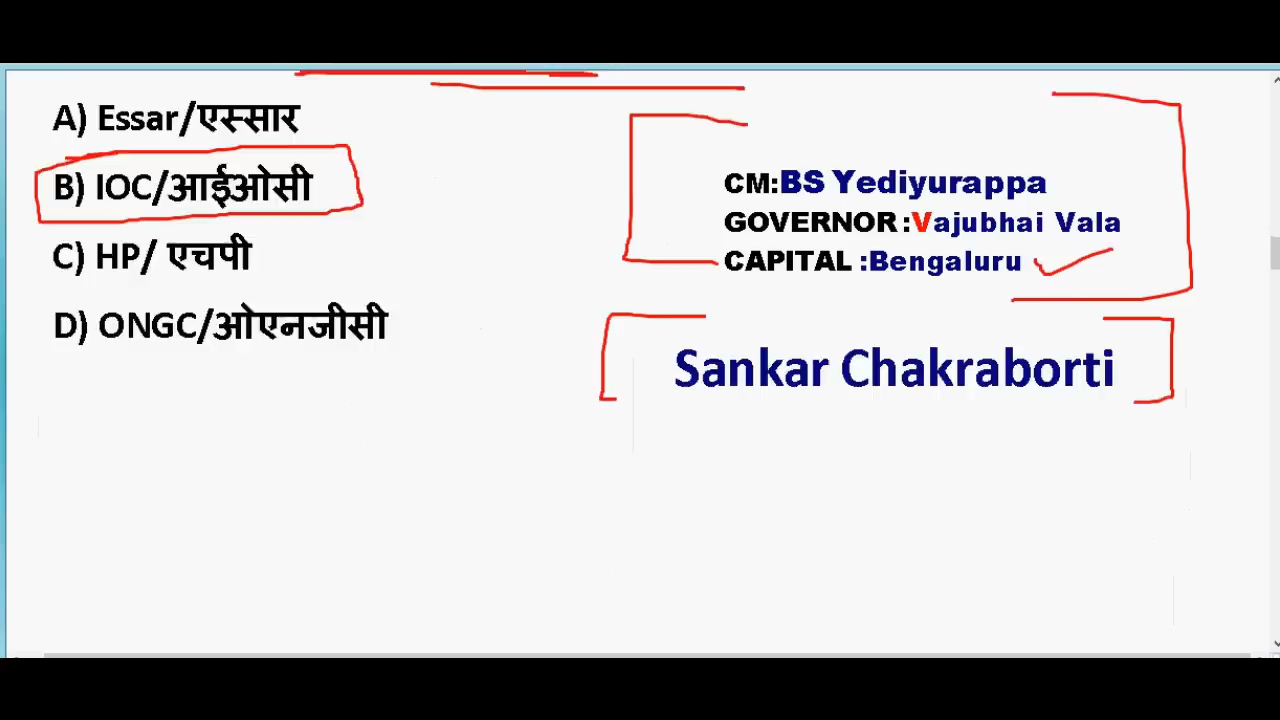 A) Essar/एस्सार
B) IOC/आईओसी
C) HP/ एचपी
D) ONGC/ओएनजीसी
CM:BS Yediyurappa
GOVERNOR :Vajubhai Vala
CAPITAL :Bengaluru
Sankar Chakraborti